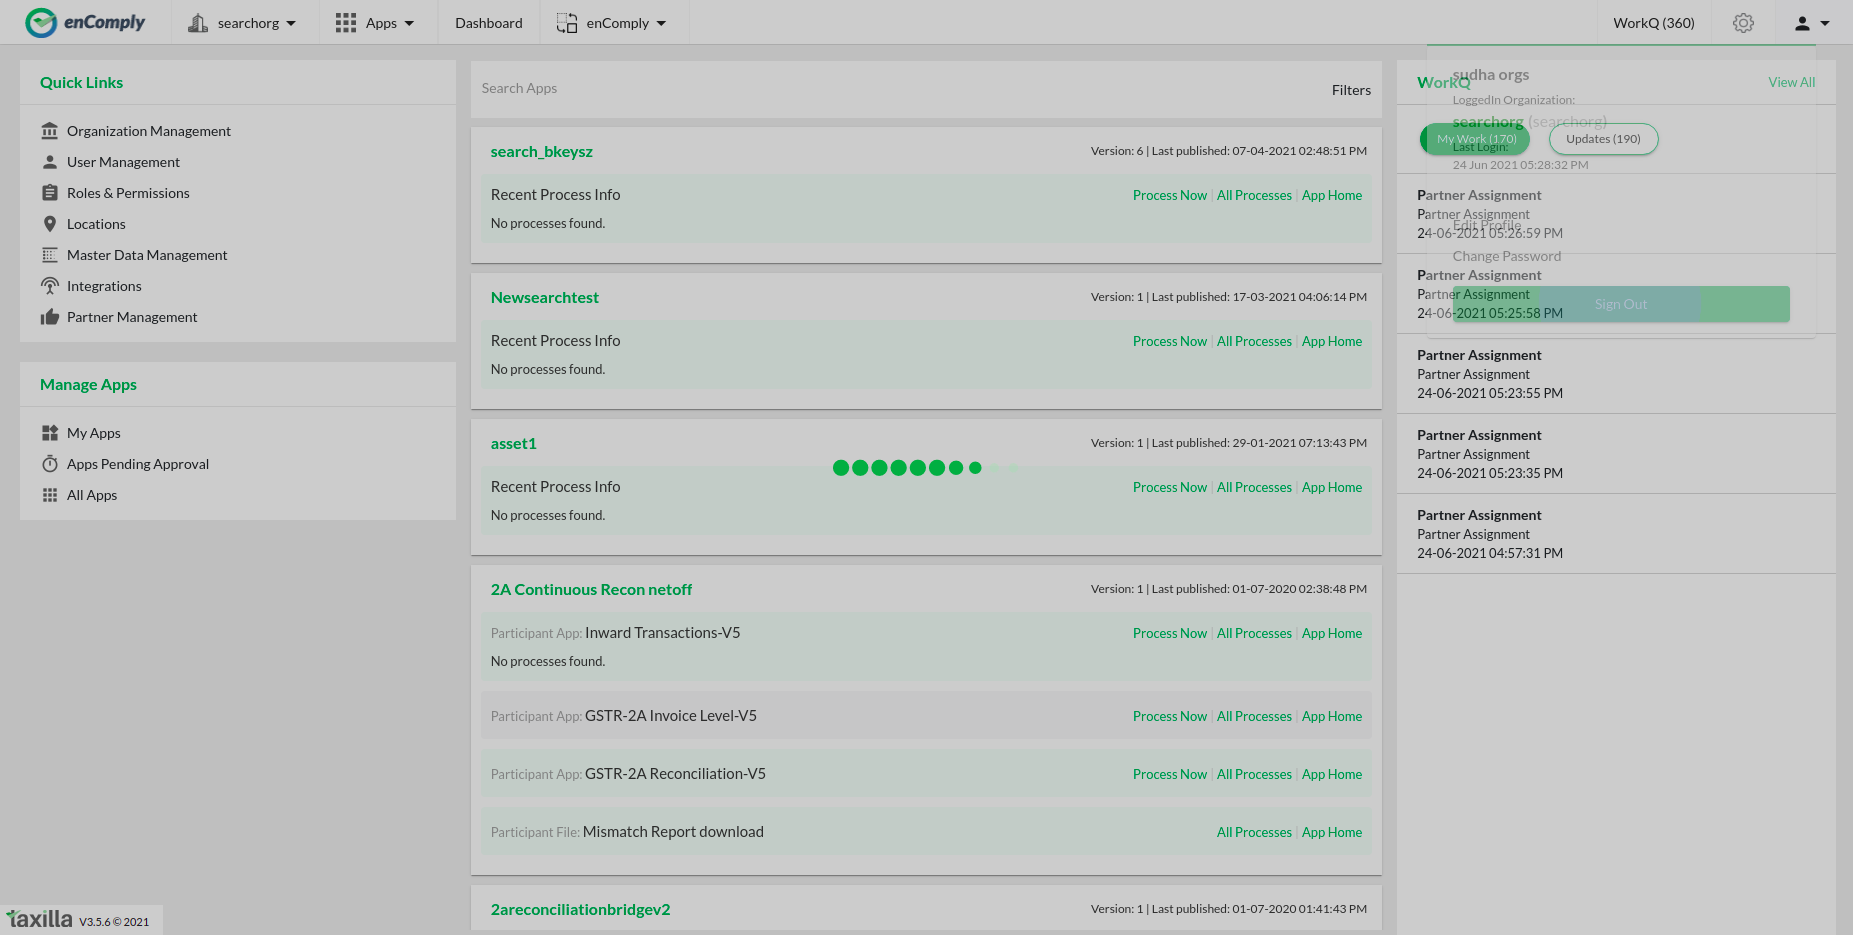 enComply
searchorg
Apps
Dashboard
enComply
WorkQ (360)
Quick Links
Organization Management
User Management
Roles & Permissions
Locations
Master Data Management
Integrations
Partner Management
Manage Apps
My Apps
Apps Pending Approval
All Apps
Search Apps
Filters
search_bkeysz
Version: 6 | Last published: 07-04-2021 02:48:51 PM
Recent Process Info
Process Now | All Processes | App Home
No processes found.
Newsearchtest
Version: 1 | Last published: 17-03-2021 04:06:14 PM
Recent Process Info
Process Now | All Processes | App Home
No processes found.
asset1
Version: 1 | Last published: 29-01-2021 07:13:43 PM
Recent Process Info
Process Now | All Processes | App Home
No processes found.
2A Continuous Recon netoff
Version: 1 | Last published: 01-07-2020 02:38:48 PM
Participant App: Inward Transactions-V5
Process Now | All Processes | App Home
No processes found.
Participant App: GSTR-2A Invoice Level-V5
Process Now | All Processes | App Home
Participant App: GSTR-2A Reconciliation-V5
Process Now | All Processes | App Home
Participant File: Mismatch Report download
All Processes | App Home
2areconciliationbridgev2
Version: 1 | Last published: 01-07-2020 01:41:43 PM
WorkQ
View All
My Work (170)
Updates (190)
Partner Assignment
Partner Assignment
24-06-2021 05:26:59 PM
Partner Assignment
Partner Assignment
24-06-2021 05:25:58 PM
Partner Assignment
Partner Assignment
24-06-2021 05:23:55 PM
Partner Assignment
Partner Assignment
24-06-2021 05:23:35 PM
Partner Assignment
Partner Assignment
24-06-2021 04:57:31 PM
sudha orgs
LoggedIn Organization:
searchorg (searchorg)
Last Login:
24 Jun 2021 05:28:32 PM
Edit Profile
Change Password
Sign Out
taxilla V3.5.6 © 2021